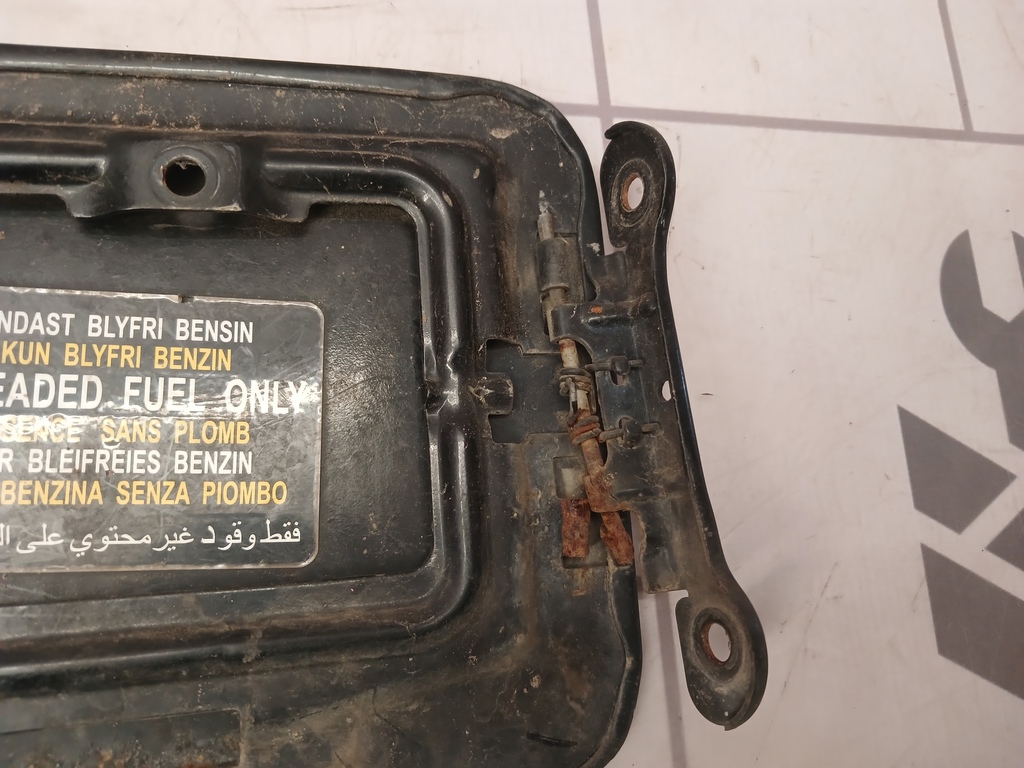 NDAST BLYFRI BENSIN
KUN BLYFRI BENZIN
EADED FUEL ONLY
SENCE SANS PLOMB
R BLEIFREIES BENZIN
BENZINA SENZA PIOMBO
فقط وقود غير محتوي على ال